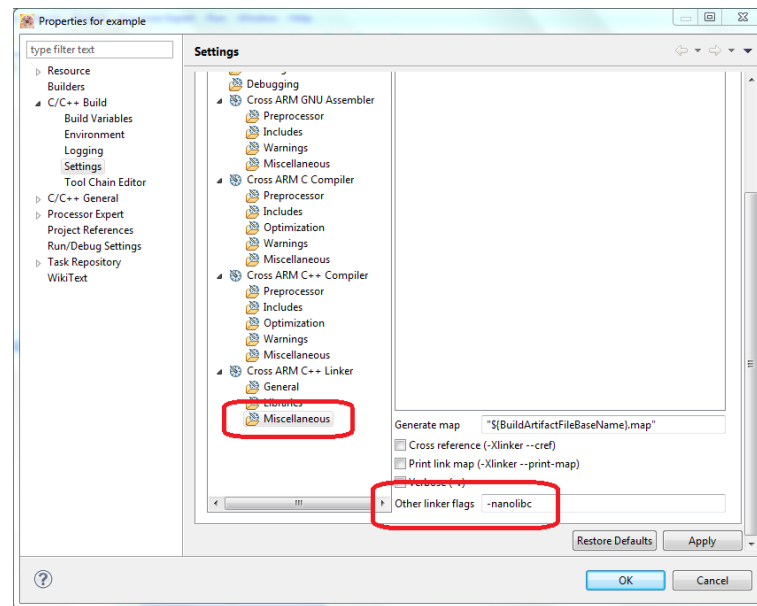 Properties for example
type filter text
Resource
Builders
C/C++ Build
Build Variables
Environment
Logging
Settings
Tool Chain Editor
C/C++ General
Processor Expert
Project References
Run/Debug Settings
Task Repository
WikiText
Settings
Debugging
Cross ARM GNU Assembler
Preprocessor
Includes
Warnings
Miscellaneous
Cross ARM C Compiler
Preprocessor
Includes
Optimization
Warnings
Miscellaneous
Cross ARM C++ Compiler
Preprocessor
Includes
Optimization
Warnings
Miscellaneous
Cross ARM C++ Linker
General
Libraries
Miscellaneous
Generate map "${BuildArtifactFileBaseName}.map"
Cross reference (-Xlinker --cref)
Print link map (-Xlinker --print-map)
Verbose (-v)
Other linker flags -nanolibc
Restore Defaults Apply
OK Cancel